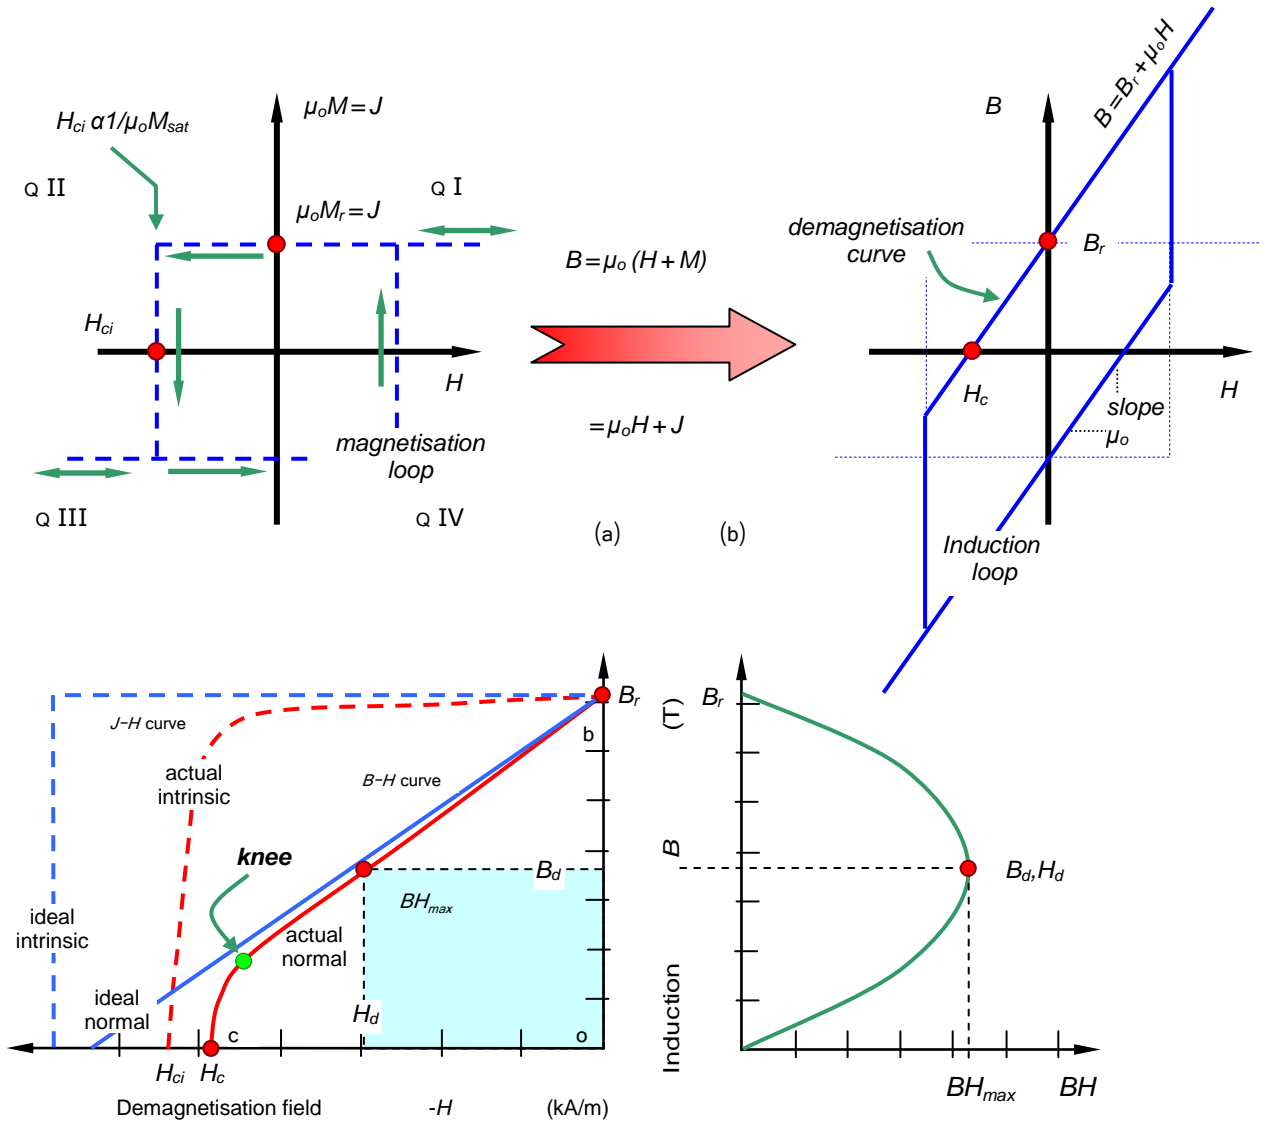 μoM = J
Hci α1/μoMsat
Q II
Q I
μoMr = J
Hci
H
magnetisation
loop
Q III
Q IV
(a)
B = μo (H + M)
= μoH + J
(b)
B
B = Br + μoH
demagnetisation
curve
Br
Hc
H
slope
μo
Induction
loop
Br
J-H curve
b
actual
intrinsic
B-H curve
knee
Bd
BHmax
ideal
intrinsic
actual
normal
ideal
normal
Hd
c
o
Hci
Hc
Demagnetisation field -H (kA/m)
Br
Induction B (T)
Bd,Hd
BHmax
BH